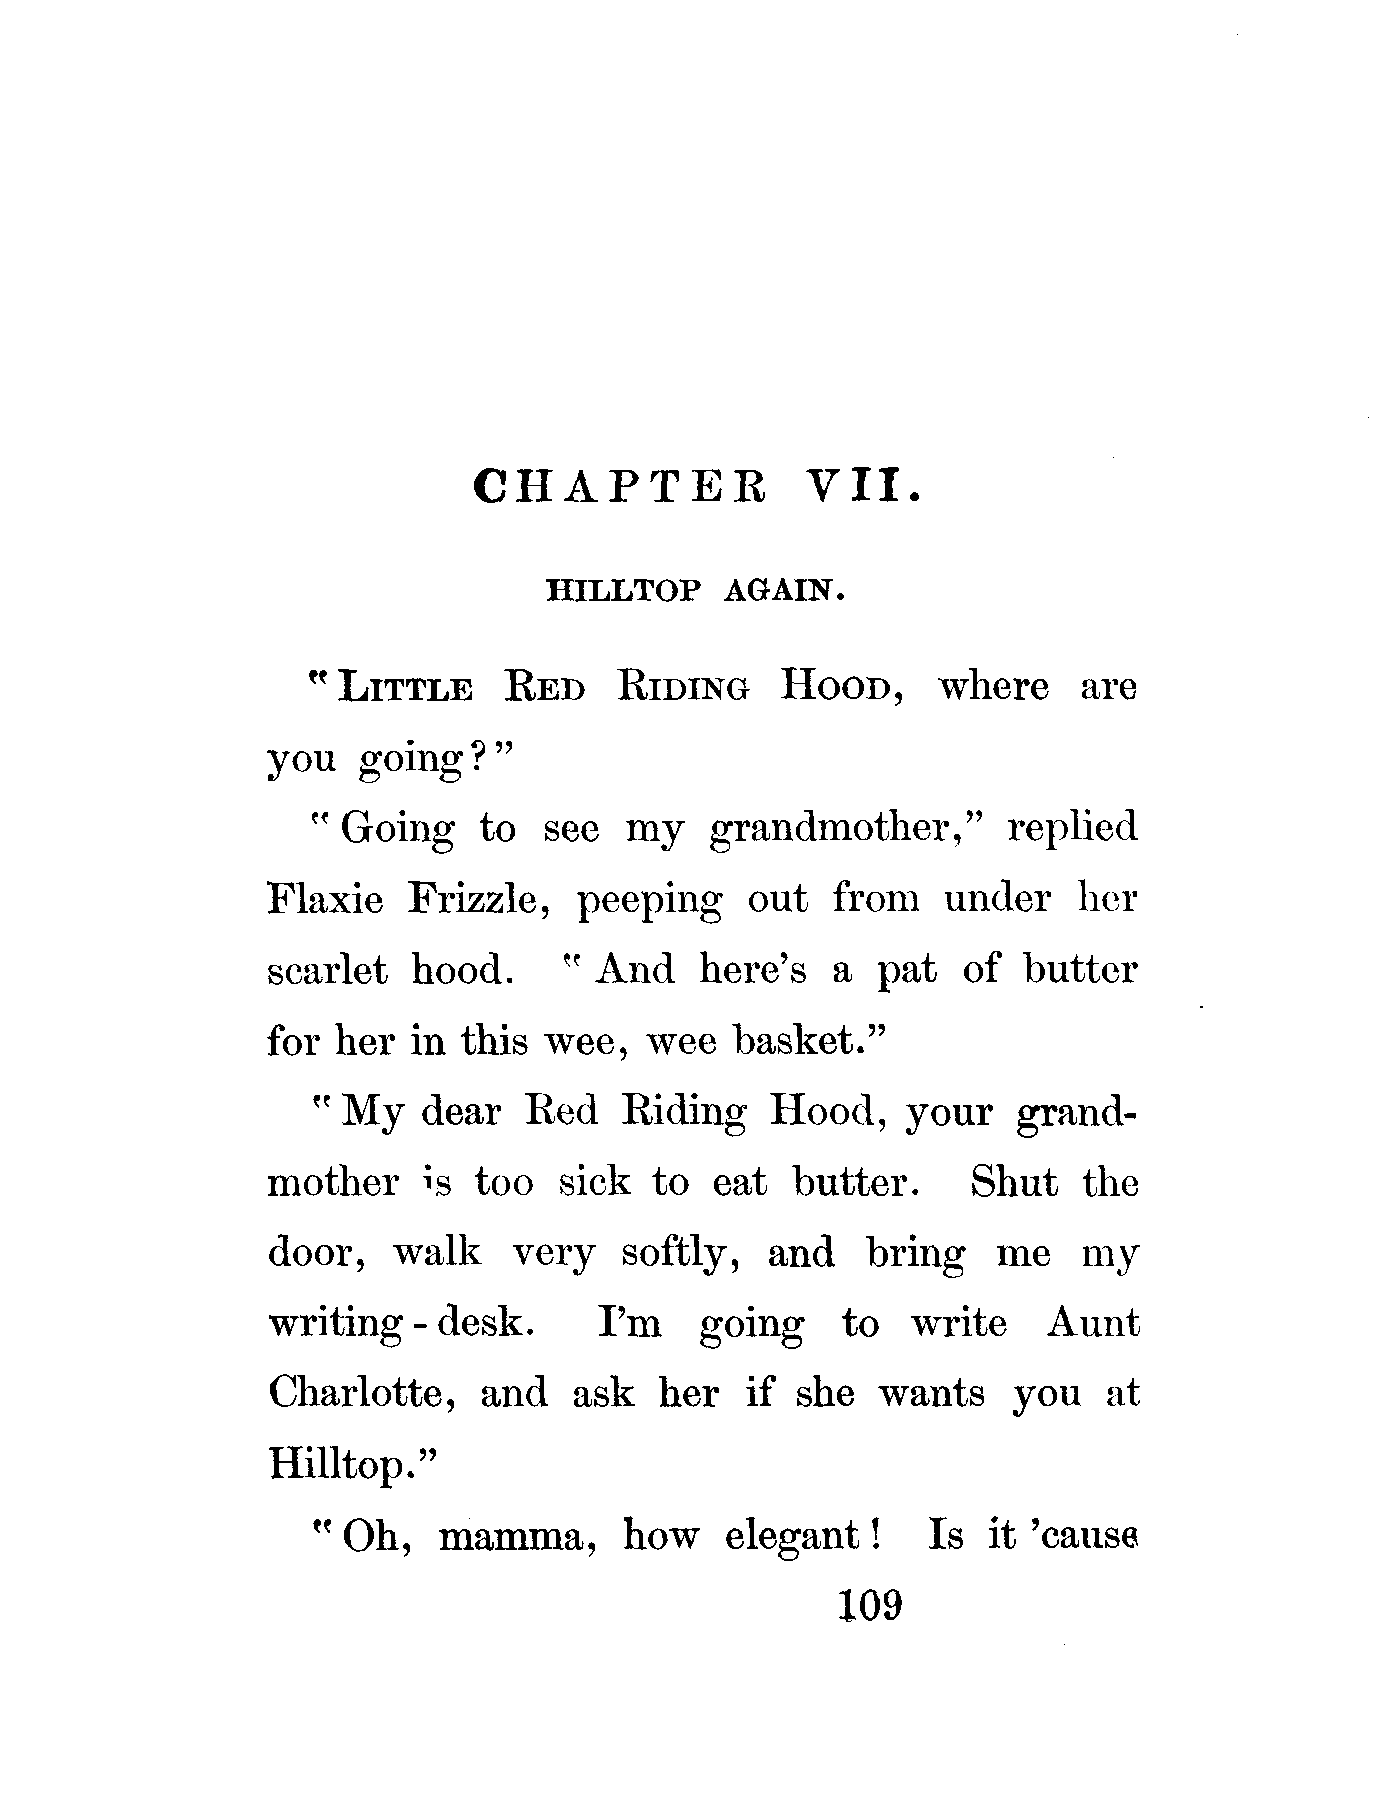 CHAPTER VII.
HILLTOP AGAIN.
"LITTLE RED RIDING HOOD, where are
you going?"
"Going to see my grandmother," replied
Flaxie Frizzle, peeping out from under her
scarlet hood. "And here's a pat of butter
for her in this wee, wee basket."
"My dear Red Riding Hood, your grand-
mother is too sick to eat butter. Shut the
door, walk very softly, and bring me my
writing-desk. I'm going to write Aunt
Charlotte, and ask her if she wants you at
Hilltop."
"Oh, mamma, how elegant! Is it 'cause
109